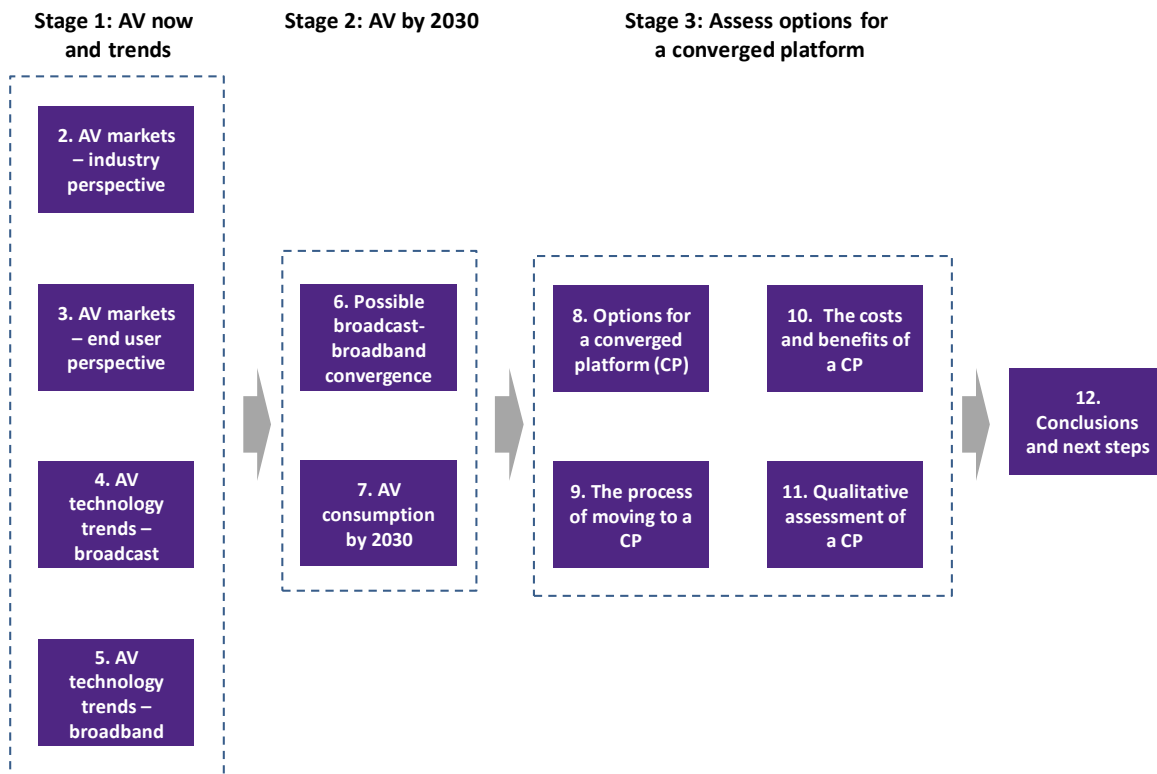 Stage 1: AV now
and trends
Stage 2: AV by 2030
Stage 3: Assess options for
a converged platform
2. AV markets
– industry
perspective
3. AV markets
– end user
perspective
4. AV
technology
trends –
broadcast
5. AV
technology
trends –
broadband
6. Possible
broadcast-
broadband
convergence
7. AV
consumption
by 2030
8. Options for
a converged
platform (CP)
9. The process
of moving to a
CP
10. The costs
and benefits of
a CP
11. Qualitative
assessment of
a CP
12.
Conclusions
and next steps